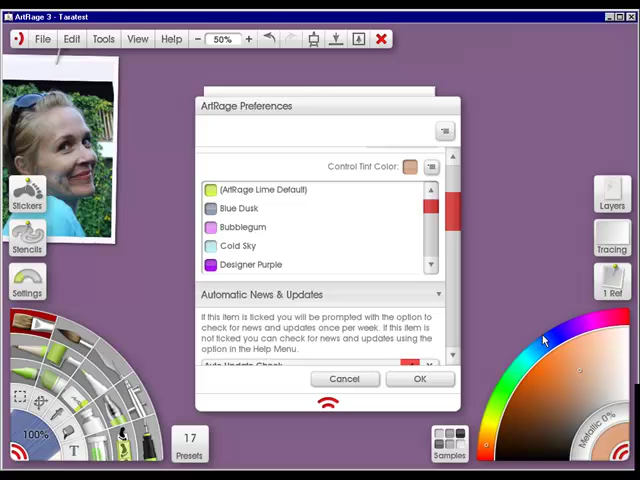 ArtRage 3 - Taratest
File Edit Tools View Help − 50% +
ArtRage Preferences
Control Tint Color:
(ArtRage Lime Default)
Blue Dusk
Bubblegum
Cold Sky
Designer Purple
Automatic News & Updates
If this item is ticked you will be prompted with the option to
check for news and updates once per week. If this item is
not ticked you can check for news and updates using the
option in the Help Menu.
Auto Update Check
Cancel OK
Stickers
Stencils
Settings
100%
T
17
Presets
Layers
Tracing
1 Ref
Metallic 0%
Samples